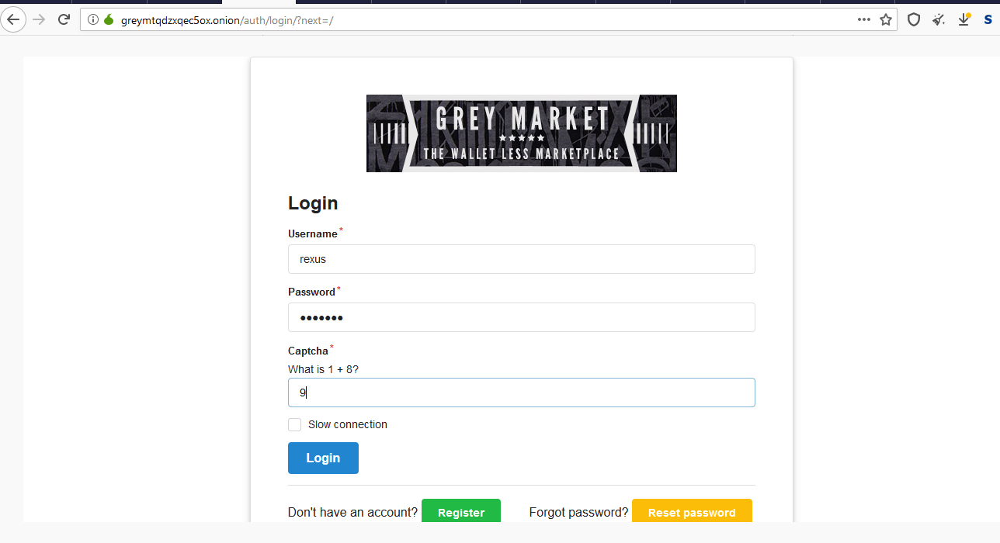 greymtqdzxqec5ox.onion/auth/login/?next=/
S
GREY MARKET
THE WALLET LESS MARKETPLACE
Login
Username*
rexus
Password*
•••••••
Captcha*
What is 1 + 8?
9
Slow connection
Login
Don't have an account? Register Forgot password? Reset password